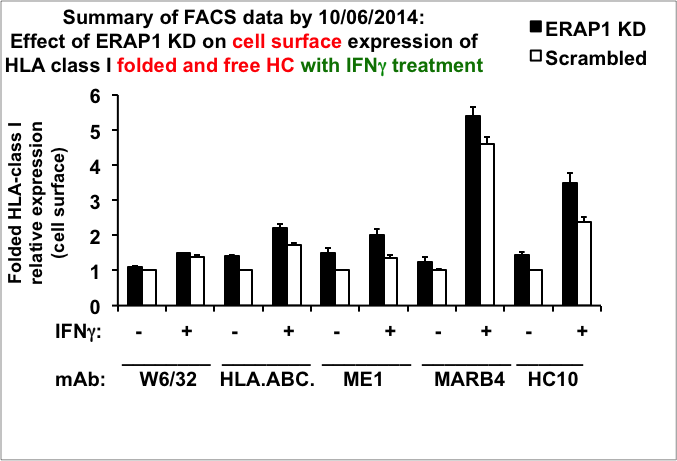 Summary of FACS data by 10/06/2014:
Effect of ERAP1 KD on cell surface expression of
HLA class I folded and free HC with IFNγ treatment
ERAP1 KD
Scrambled
Folded HLA-class I
relative expression
(cell surface)
6
5
4
3
2
1
0
IFNγ: - + - + - + - + - +
mAb: W6/32 HLA.ABC. ME1 MARB4 HC10